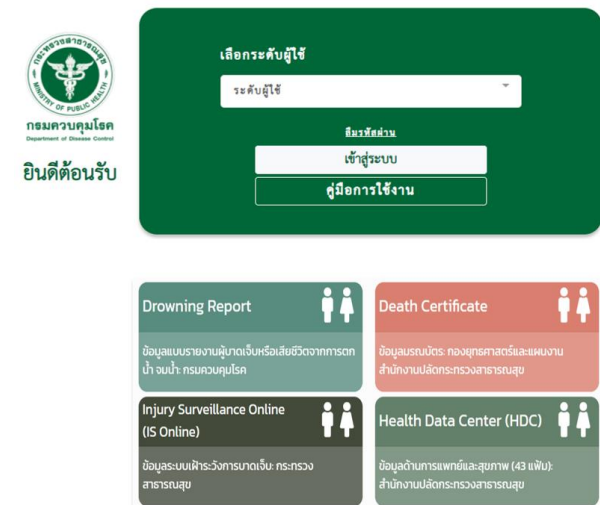 กระทรวงสาธารณสุข
MINISTRY OF PUBLIC HEALTH
กรมควบคุมโรค
Department of Disease Control
ยินดีต้อนรับ
เลือกระดับผู้ใช้
ระดับผู้ใช้
ลืมรหัสผ่าน
เข้าสู่ระบบ
คู่มือการใช้งาน
Drowning Report
ข้อมูลแบบรายงานผู้บาดเจ็บหรือเสียชีวิตจากการตก
น้ำ จมน้ำ: กรมควบคุมโรค
Death Certificate
ข้อมูลมรณบัตร: กองยุทธศาสตร์และแผนงาน
สำนักงานปลัดกระทรวงสาธารณสุข
Injury Surveillance Online
(IS Online)
ข้อมูลระบบเฝ้าระวังการบาดเจ็บ: กระทรวง
สาธารณสุข
Health Data Center (HDC)
ข้อมูลด้านการแพทย์และสุขภาพ (43 แฟ้ม):
สำนักงานปลัดกระทรวงสาธารณสุข